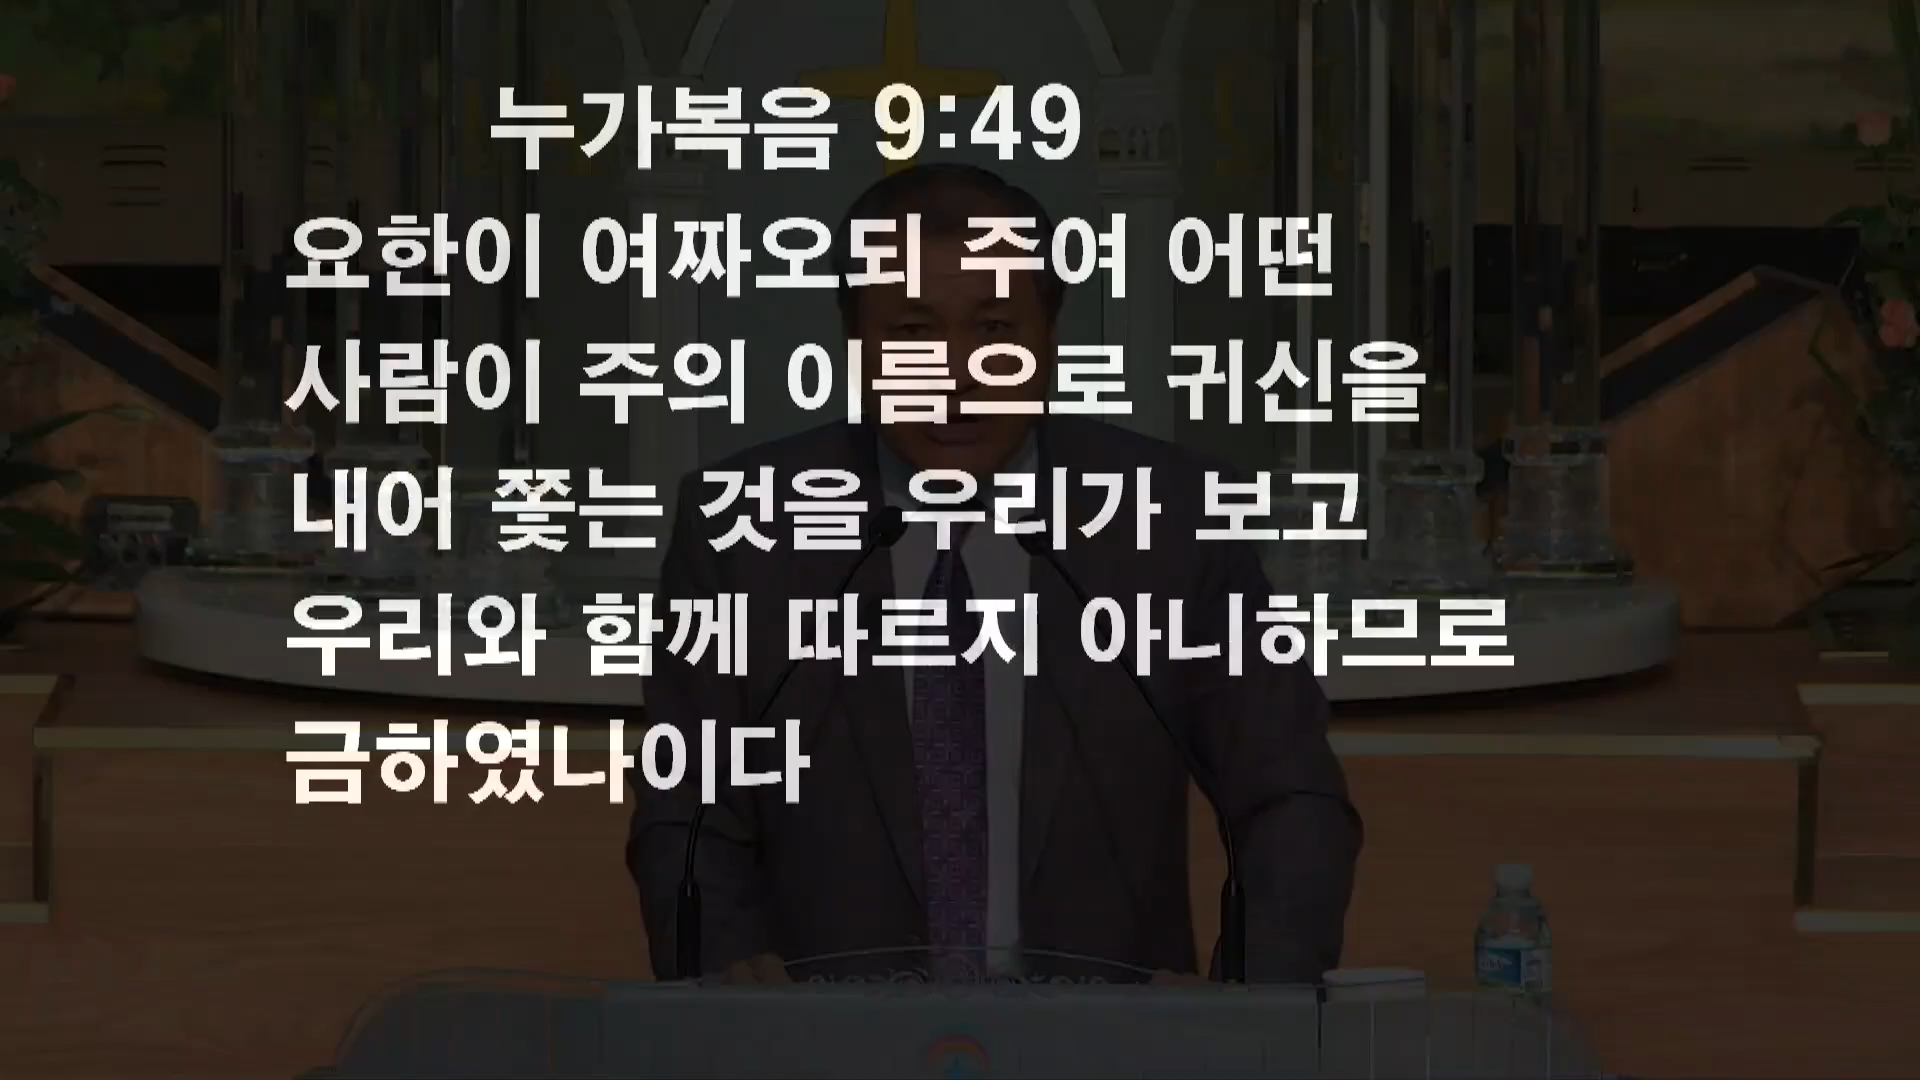 누가복음 9:49
요한이 여짜오되 주여 어떤
사람이 주의 이름으로 귀신을
내어 쫓는 것을 우리가 보고
우리와 함께 따르지 아니하므로
금하였나이다